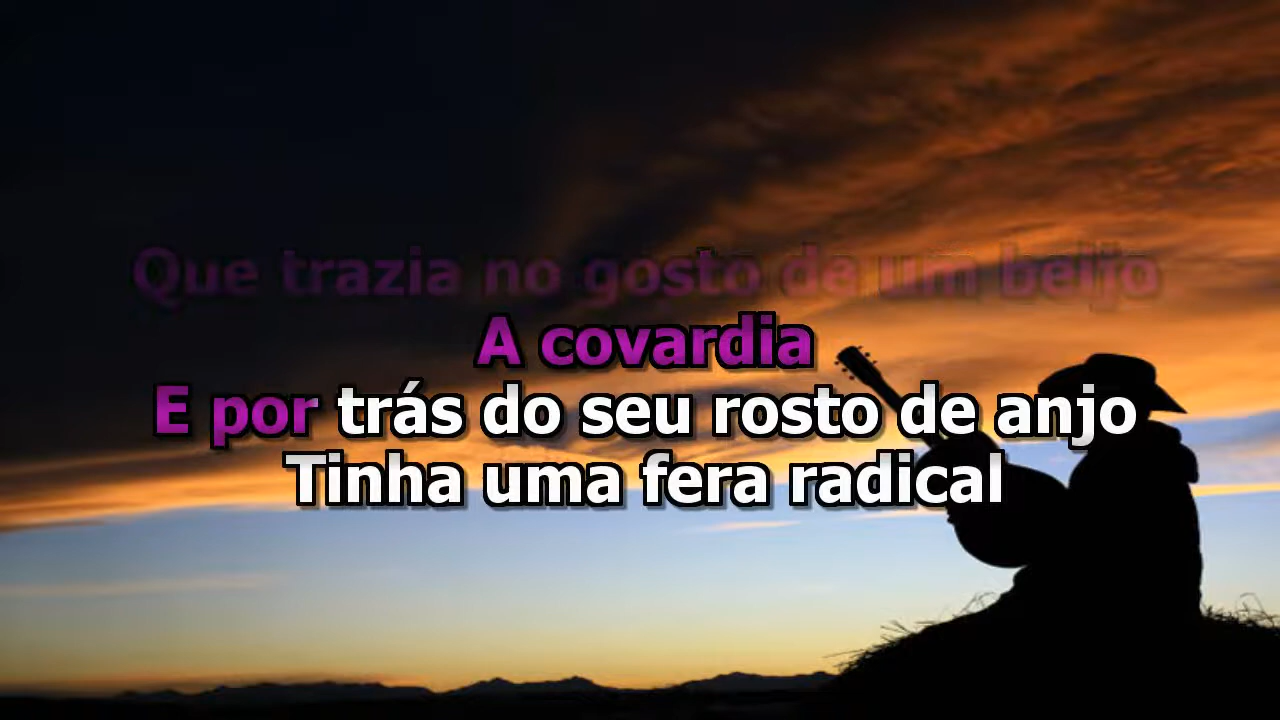 Que trazia no gosto de um beijo
A covardia
E por trás do seu rosto de anjo
Tinha uma fera radical